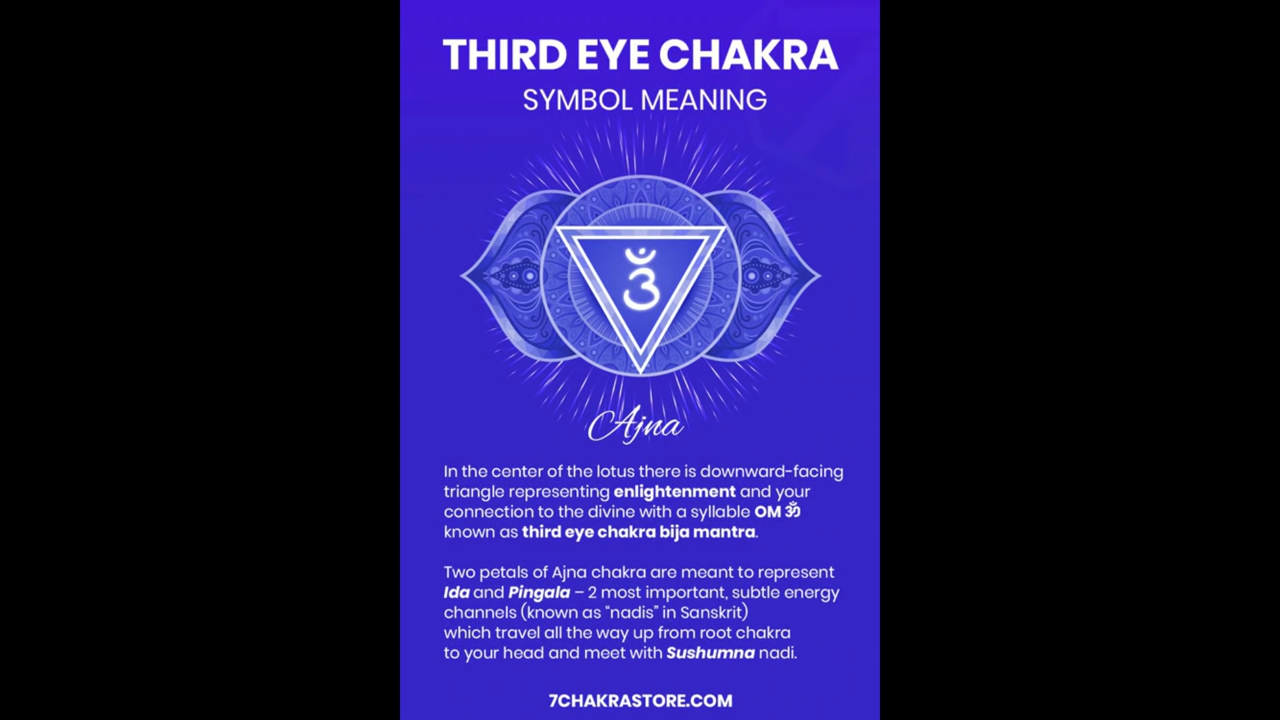 THIRD EYE CHAKRA
SYMBOL MEANING
ॐ
Ajna
In the center of the lotus there is downward-facing
triangle representing enlightenment and your
connection to the divine with a syllable OM ॐ
known as third eye chakra bija mantra.
Two petals of Ajna chakra are meant to represent
Ida and Pingala – 2 most important, subtle energy
channels (known as “nadis” in Sanskrit)
which travel all the way up from root chakra
to your head and meet with Sushumna nadi.
7CHAKRASTORE.COM